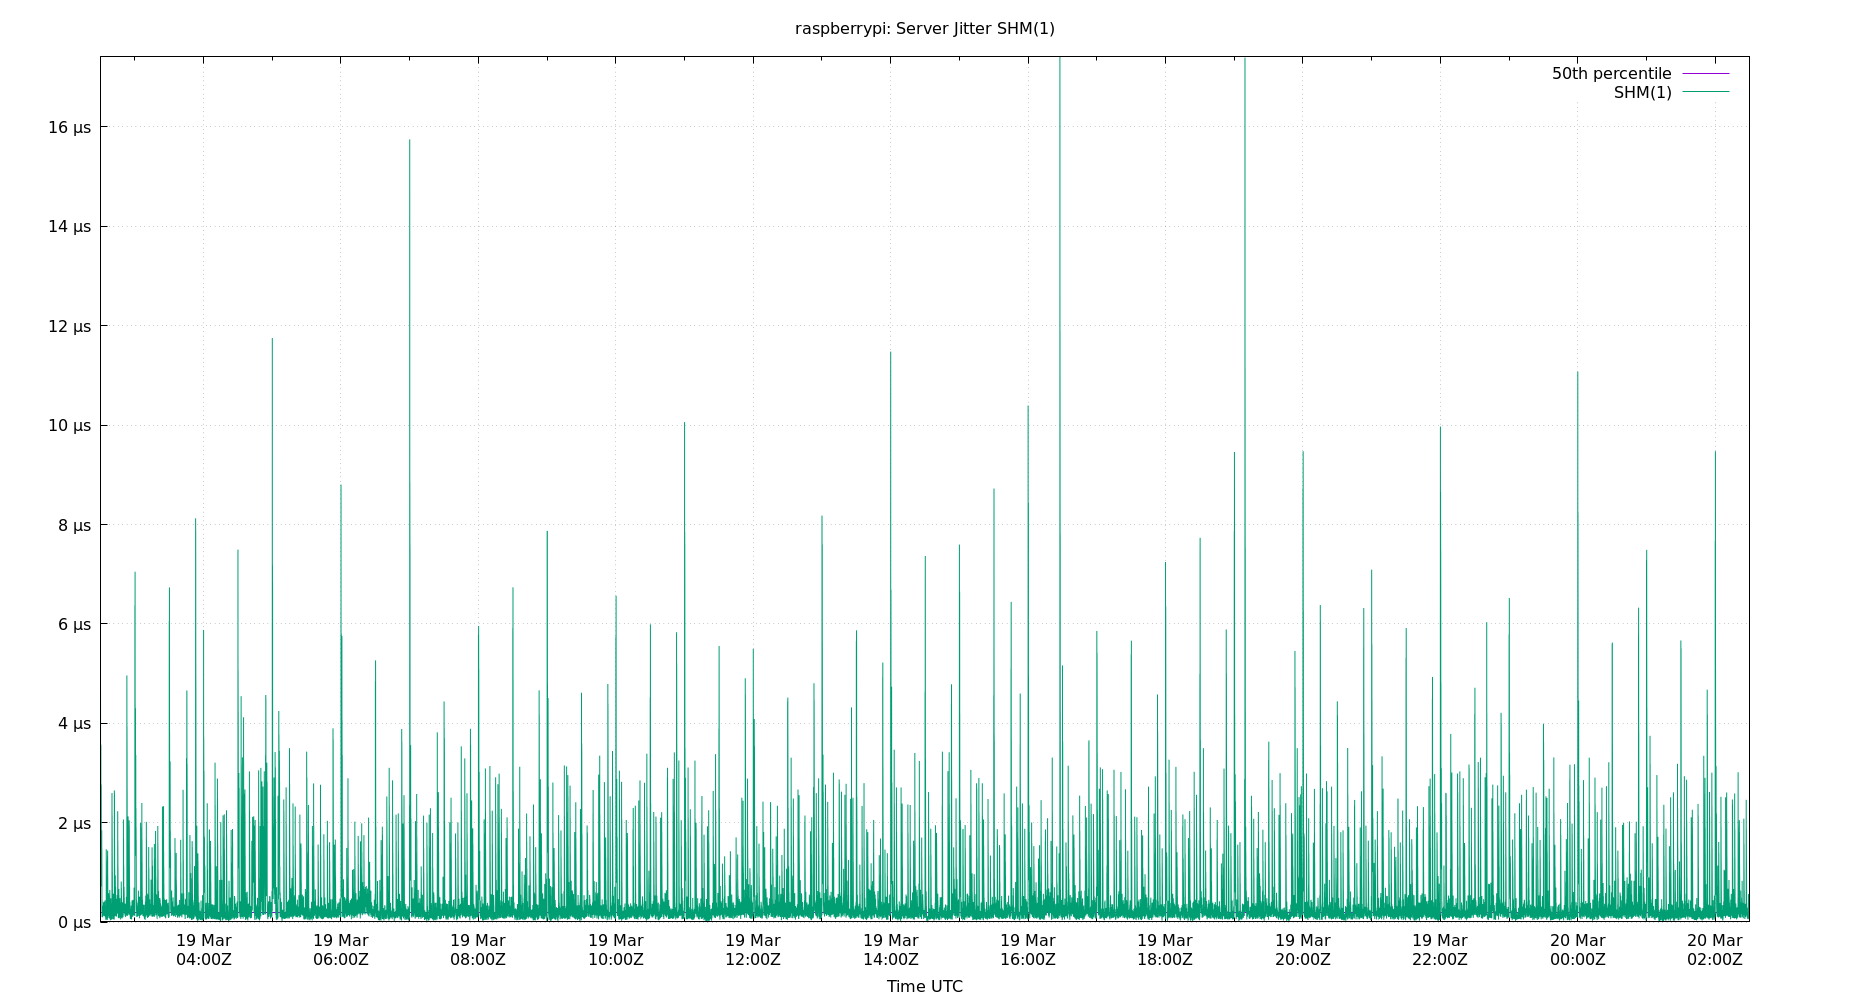 raspberrypi: Server Jitter SHM(1)
50th percentile
SHM(1)
16 µs
14 µs
12 µs
10 µs
8 µs
6 µs
4 µs
2 µs
0 µs
19 Mar 19 Mar 19 Mar 19 Mar 19 Mar 19 Mar 19 Mar 19 Mar 19 Mar 19 Mar 20 Mar 20 Mar
04:00Z 06:00Z 08:00Z 10:00Z 12:00Z 14:00Z 16:00Z 18:00Z 20:00Z 22:00Z 00:00Z 02:00Z
Time UTC